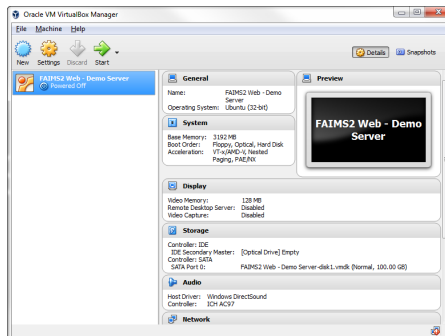 Oracle VM VirtualBox Manager
File Machine Help
New Settings Discard Start
Details Snapshots
FAIMS2 Web - Demo Server
Powered Off
General
Name: FAIMS2 Web - Demo
Server
Operating System: Ubuntu (32-bit)
System
Base Memory: 3192 MB
Boot Order: Floppy, Optical, Hard Disk
Acceleration: VT-x/AMD-V, Nested
Paging, PAE/NX
Preview
FAIMS2 Web - Demo
Server
Display
Video Memory: 128 MB
Remote Desktop Server: Disabled
Video Capture: Disabled
Storage
Controller: IDE
IDE Secondary Master: [Optical Drive] Empty
Controller: SATA
SATA Port 0: FAIMS2 Web - Demo Server-disk1.vmdk (Normal, 100.00 GB)
Audio
Host Driver: Windows DirectSound
Controller: ICH AC97
Network